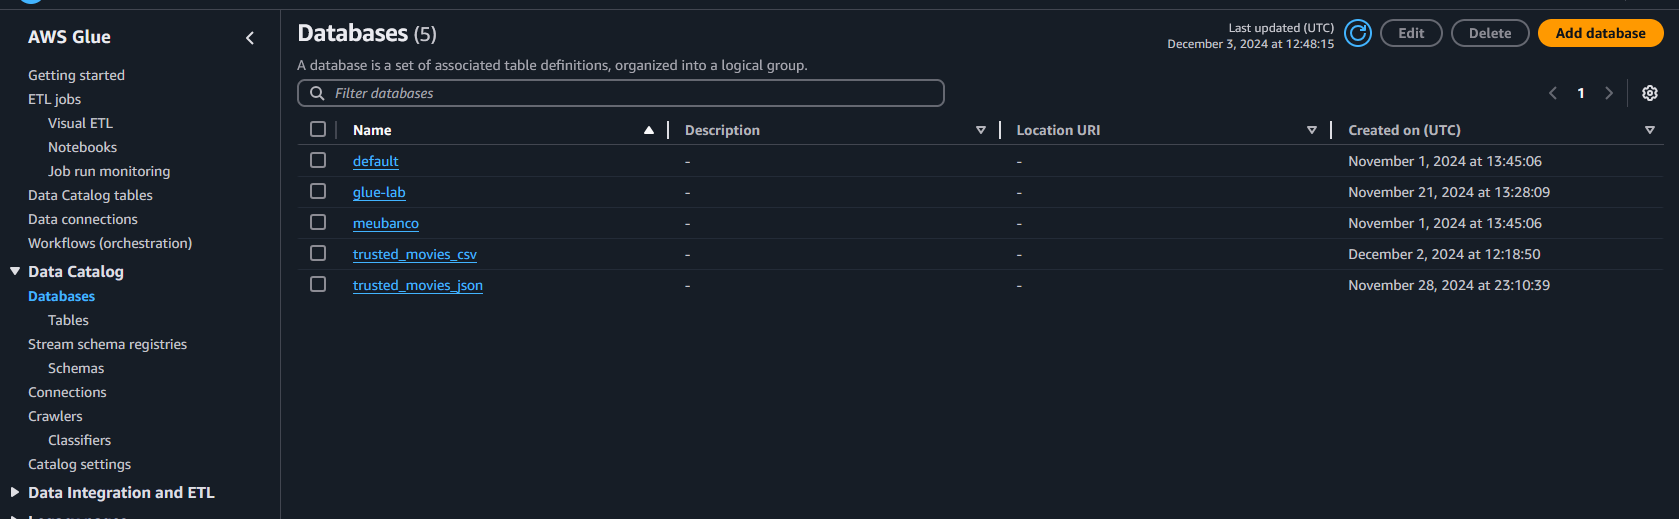 AWS Glue
Getting started
ETL jobs
Visual ETL
Notebooks
Job run monitoring
Data Catalog tables
Data connections
Workflows (orchestration)
Data Catalog
Databases
Tables
Stream schema registries
Schemas
Connections
Crawlers
Classifiers
Catalog settings
Data Integration and ETL
Databases (5)
Last updated (UTC)
December 3, 2024 at 12:48:15
Edit
Delete
Add database
A database is a set of associated table definitions, organized into a logical group.
Filter databases
1
Name Description Location URI Created on (UTC)
default - - November 1, 2024 at 13:45:06
glue-lab - - November 21, 2024 at 13:28:09
meubanco - - November 1, 2024 at 13:45:06
trusted_movies_csv - - December 2, 2024 at 12:18:50
trusted_movies_json - - November 28, 2024 at 23:10:39